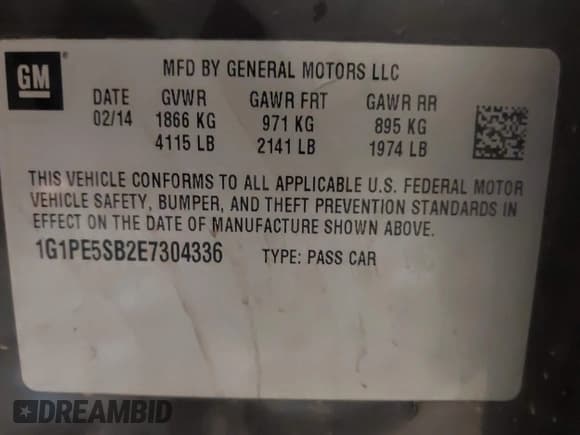 GM
MFD BY GENERAL MOTORS LLC
DATE GVWR GAWR FRT GAWR RR
02/14 1866 KG 971 KG 895 KG
4115 LB 2141 LB 1974 LB
THIS VEHICLE CONFORMS TO ALL APPLICABLE U.S. FEDERAL MOTOR
VEHICLE SAFETY, BUMPER, AND THEFT PREVENTION STANDARDS IN
EFFECT ON THE DATE OF MANUFACTURE SHOWN ABOVE.
1G1PE5SB2E7304336 TYPE: PASS CAR
DREAMBID